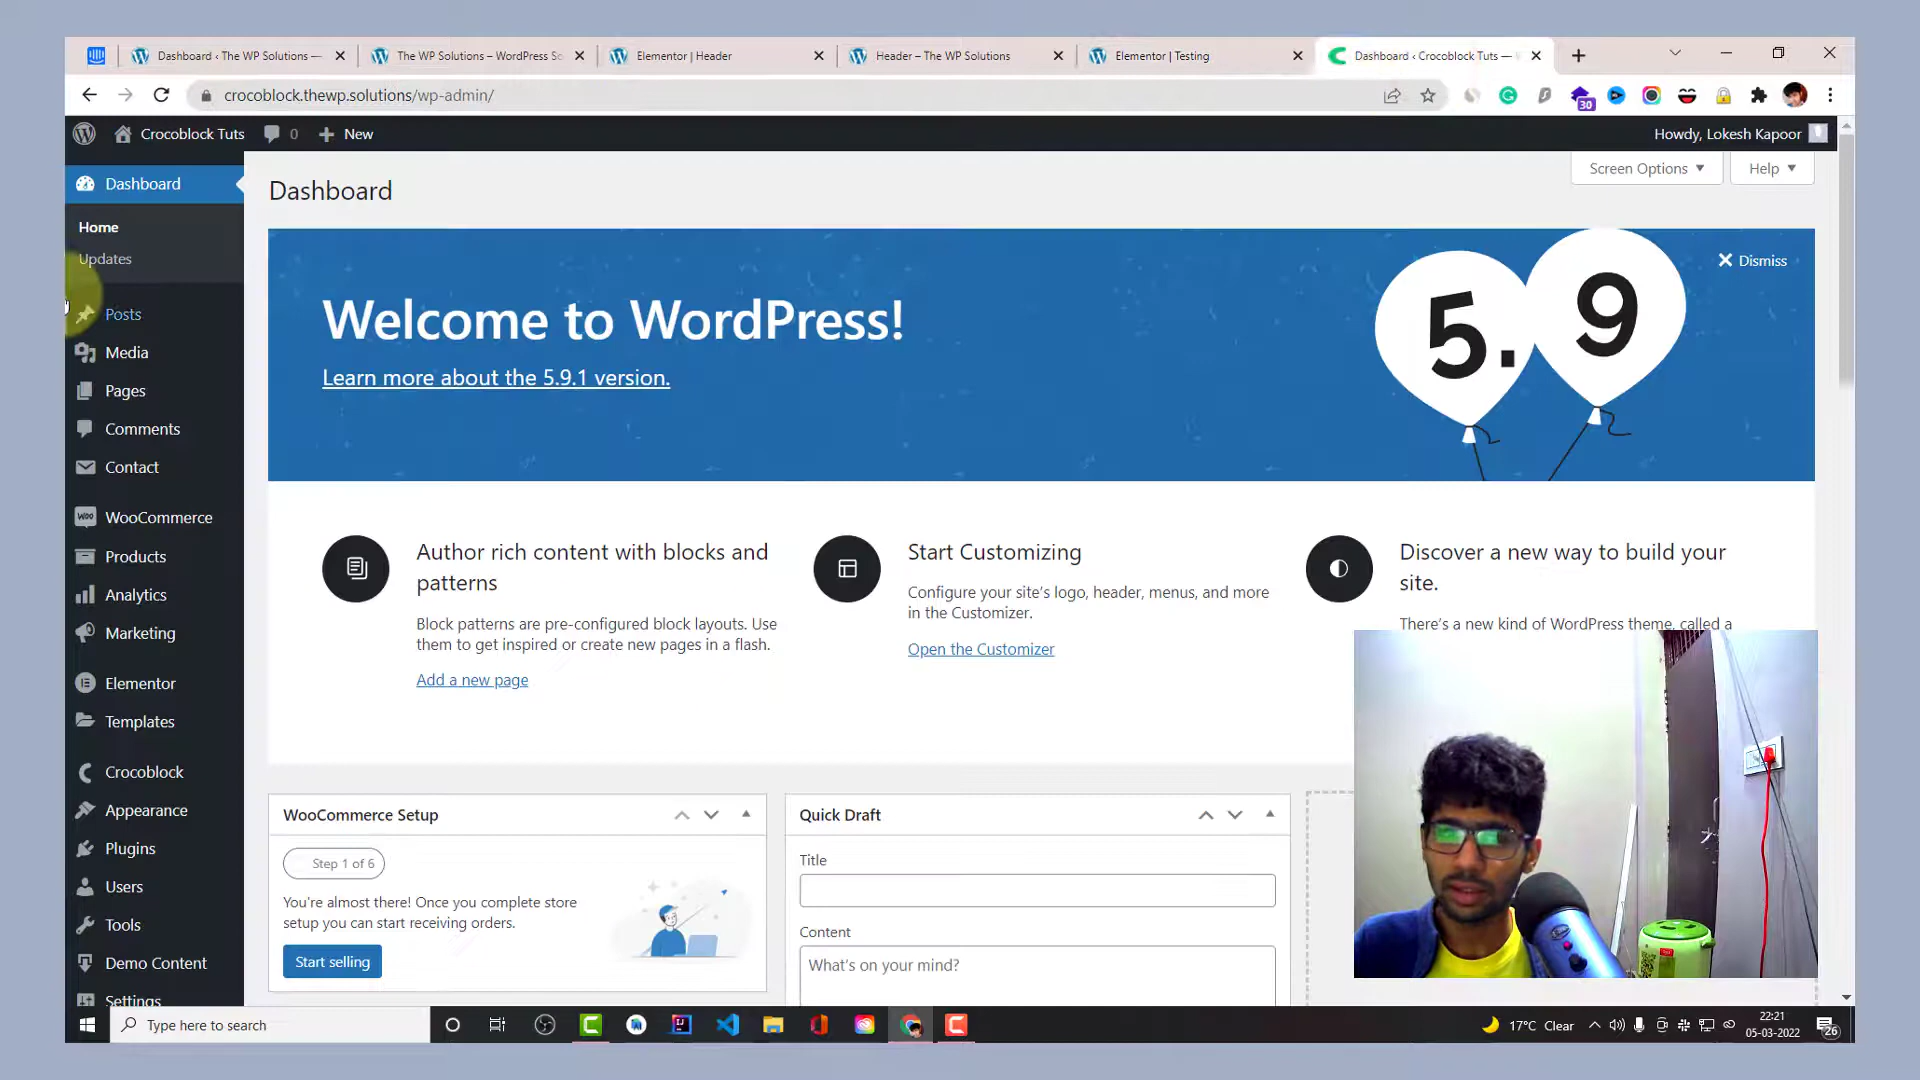 Dashboard ‹ The WP Solutions —
The WP Solutions – WordPress So
Elementor | Header
Header – The WP Solutions
Elementor | Testing
Dashboard ‹ Crocoblock Tuts —
crocoblock.thewp.solutions/wp-admin/
30
Crocoblock Tuts
0
New
Howdy, Lokesh Kapoor
Dashboard
Home
Updates
Posts
Media
Pages
Comments
Contact
WooCommerce
Products
Analytics
Marketing
Elementor
Templates
Crocoblock
Appearance
Plugins
Users
Tools
Demo Content
Settings
Dashboard
Screen Options
Help
Welcome to WordPress!
Learn more about the 5.9.1 version.
5.9
Dismiss
Author rich content with blocks and
patterns
Block patterns are pre-configured block layouts. Use
them to get inspired or create new pages in a flash.
Add a new page
Start Customizing
Configure your site's logo, header, menus, and more
in the Customizer.
Open the Customizer
Discover a new way to build your
site.
There's a new kind of WordPress theme, called a
WooCommerce Setup
Step 1 of 6
You're almost there! Once you complete store
setup you can start receiving orders.
Start selling
Quick Draft
Title
Content
What's on your mind?
Type here to search
17°C Clear
22:21
05-03-2022
26